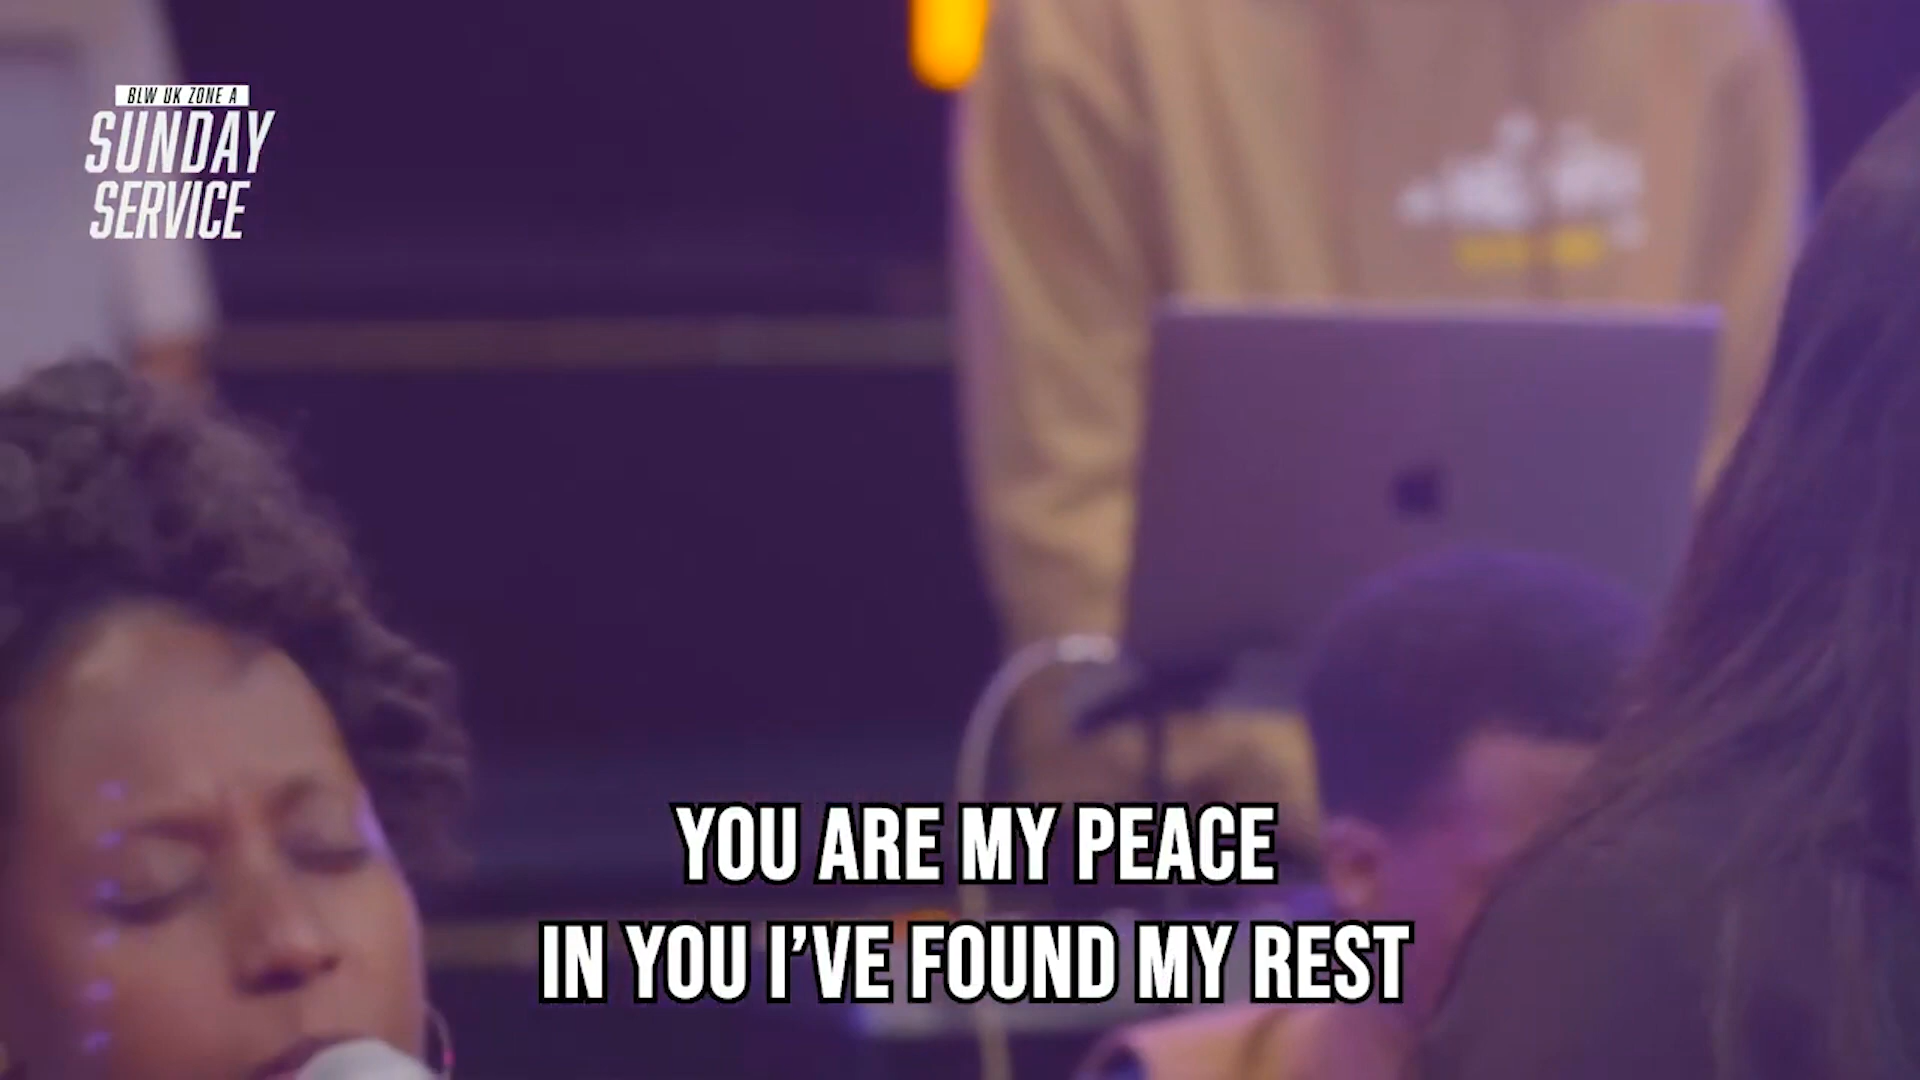 BLW UK ZONE A
SUNDAY
SERVICE
YOU ARE MY PEACE
IN YOU I’VE FOUND MY REST